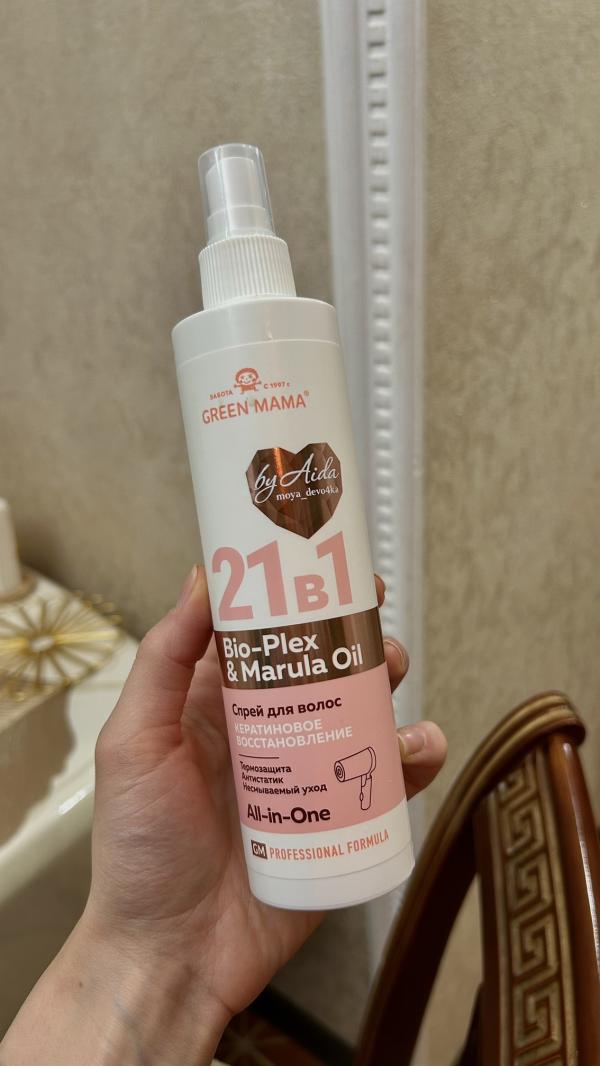 ЗАБОТА С 1997 г
GREEN MAMA®
by Aida
moya_devo4ka
21в1
Bio-Plex
& Marula Oil
Спрей для волос
КЕРАТИНОВОЕ
ВОССТАНОВЛЕНИЕ
Термозащита
Антистатик
Несмываемый уход
All-in-One
GM PROFESSIONAL FORMULA